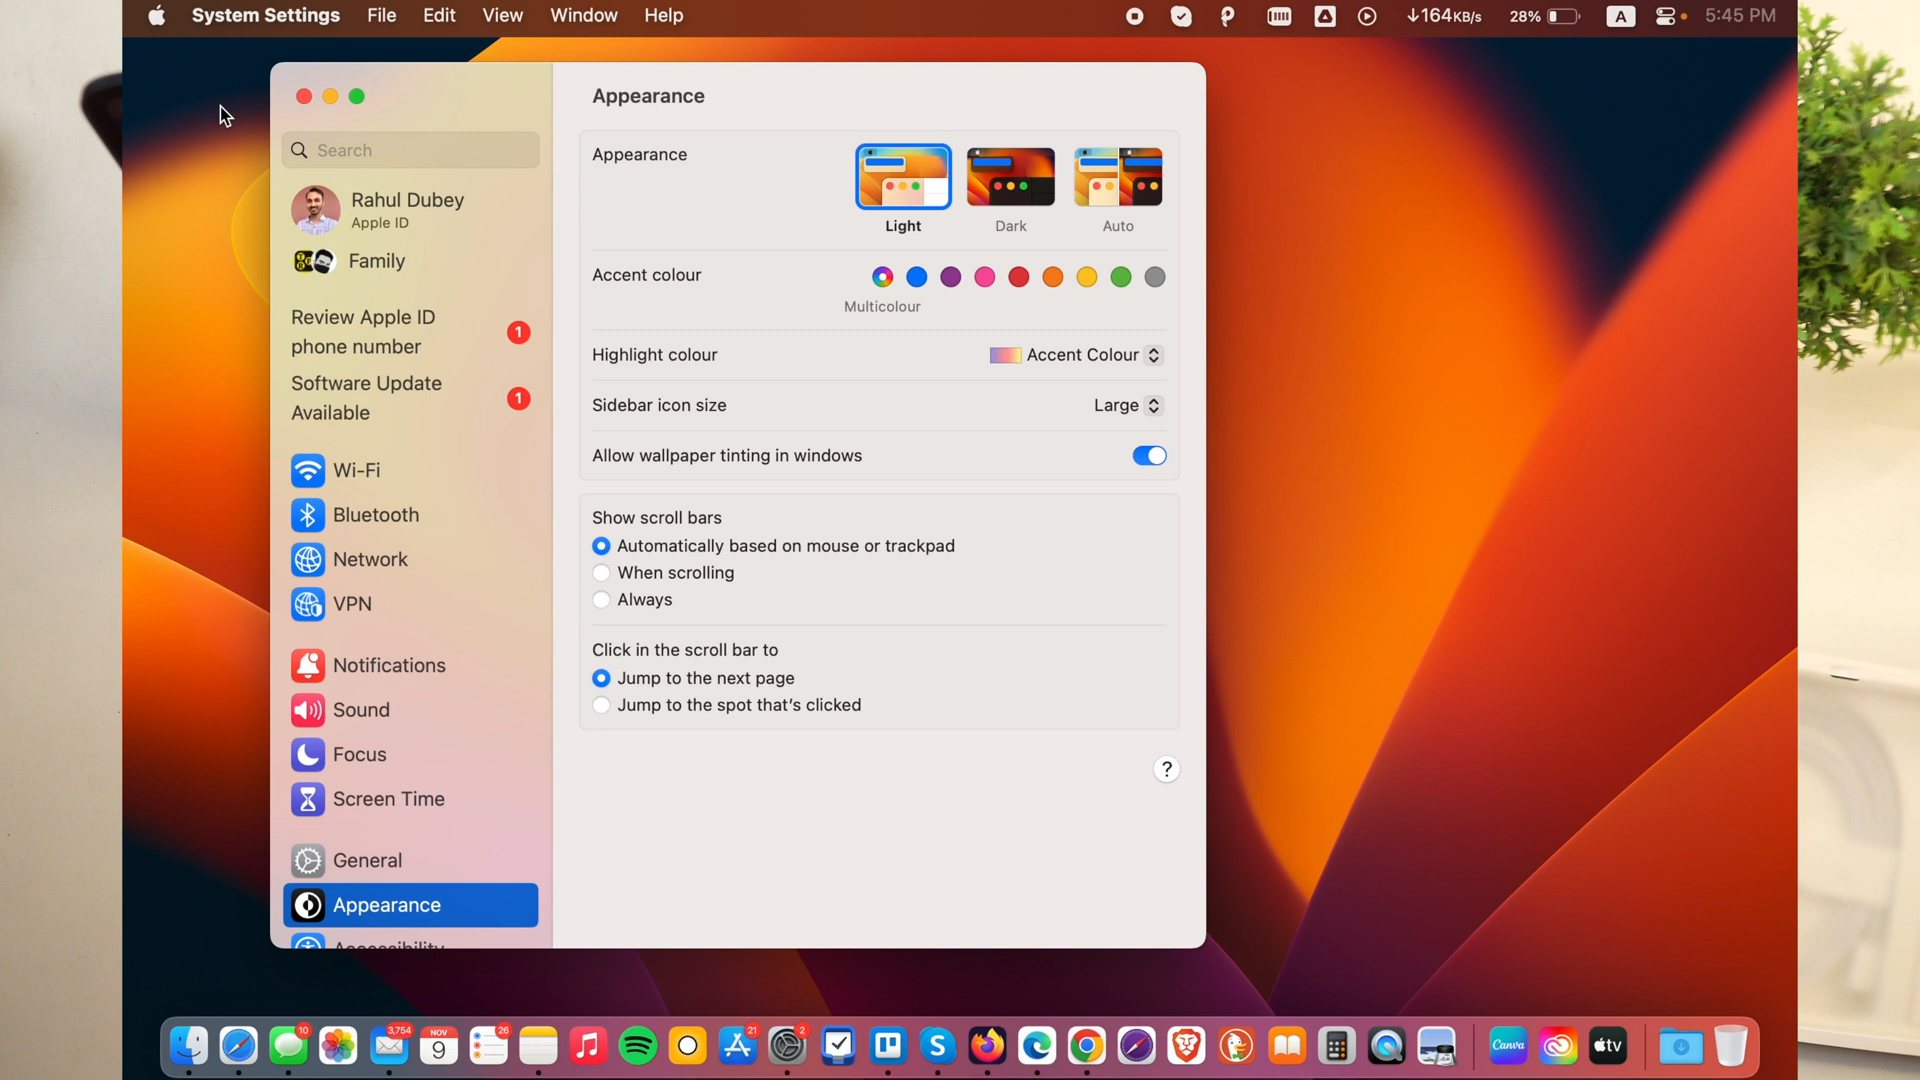 System Settings File Edit View Window Help
↓164KB/s 28% A 5:45 PM
Search
Rahul Dubey
Apple ID
Family
Review Apple ID
phone number
1
Software Update
Available
1
Wi-Fi
Bluetooth
Network
VPN
Notifications
Sound
Focus
Screen Time
General
Appearance
Accessibility
Appearance
Appearance
Light Dark Auto
Accent colour
Multicolour
Highlight colour Accent Colour
Sidebar icon size Large
Allow wallpaper tinting in windows
Show scroll bars
Automatically based on mouse or trackpad
When scrolling
Always
Click in the scroll bar to
Jump to the next page
Jump to the spot that's clicked
?
10 3,754 NOV 9 26 21 2 S Canva tv